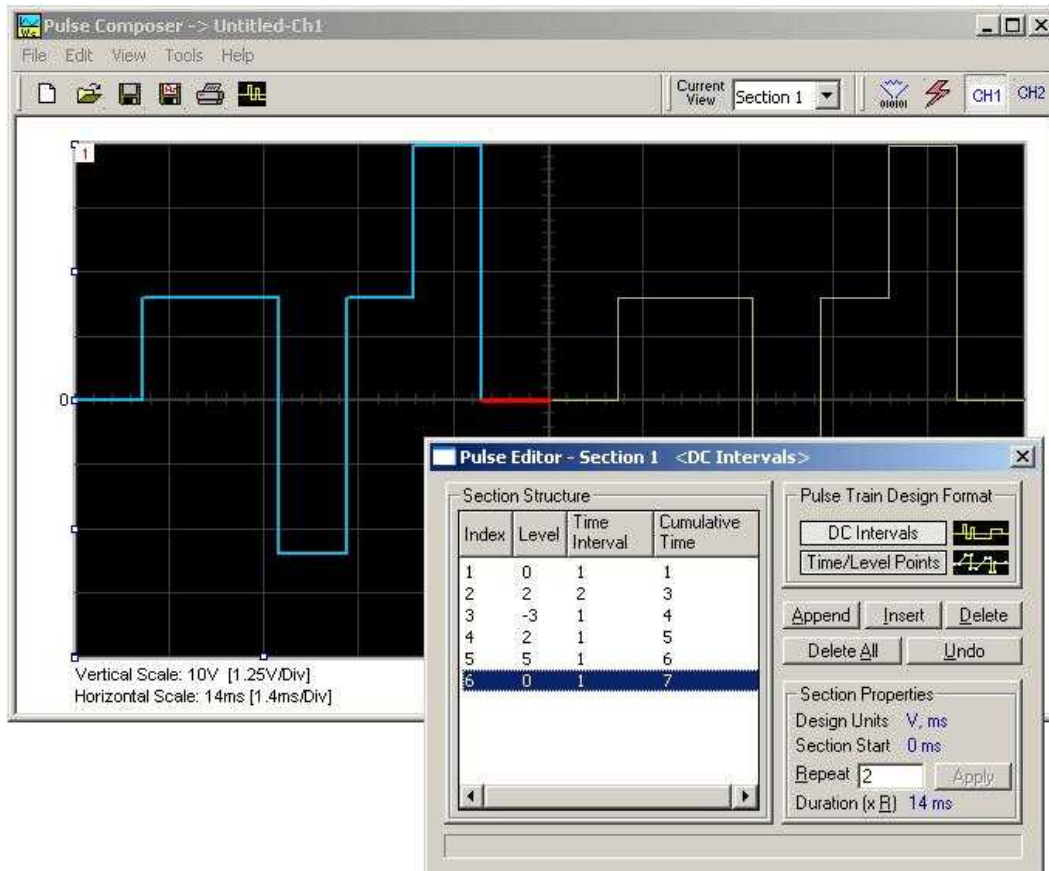 Pulse Composer -> Untitled-Ch1
File Edit View Tools Help
Current View Section 1
010101
CH1 CH2
1
0
Vertical Scale: 10V [1.25V/Div]
Horizontal Scale: 14ms [1.4ms/Div]
Pulse Editor - Section 1 <DC Intervals>
Section Structure
Index Level Time Interval Cumulative Time
1 0 1 1
2 2 2 3
3 -3 1 4
4 2 1 5
5 5 1 6
6 0 1 7
Pulse Train Design Format
DC Intervals
Time/Level Points
Append Insert Delete
Delete All Undo
Section Properties
Design Units V, ms
Section Start 0 ms
Repeat 2 Apply
Duration (x R) 14 ms